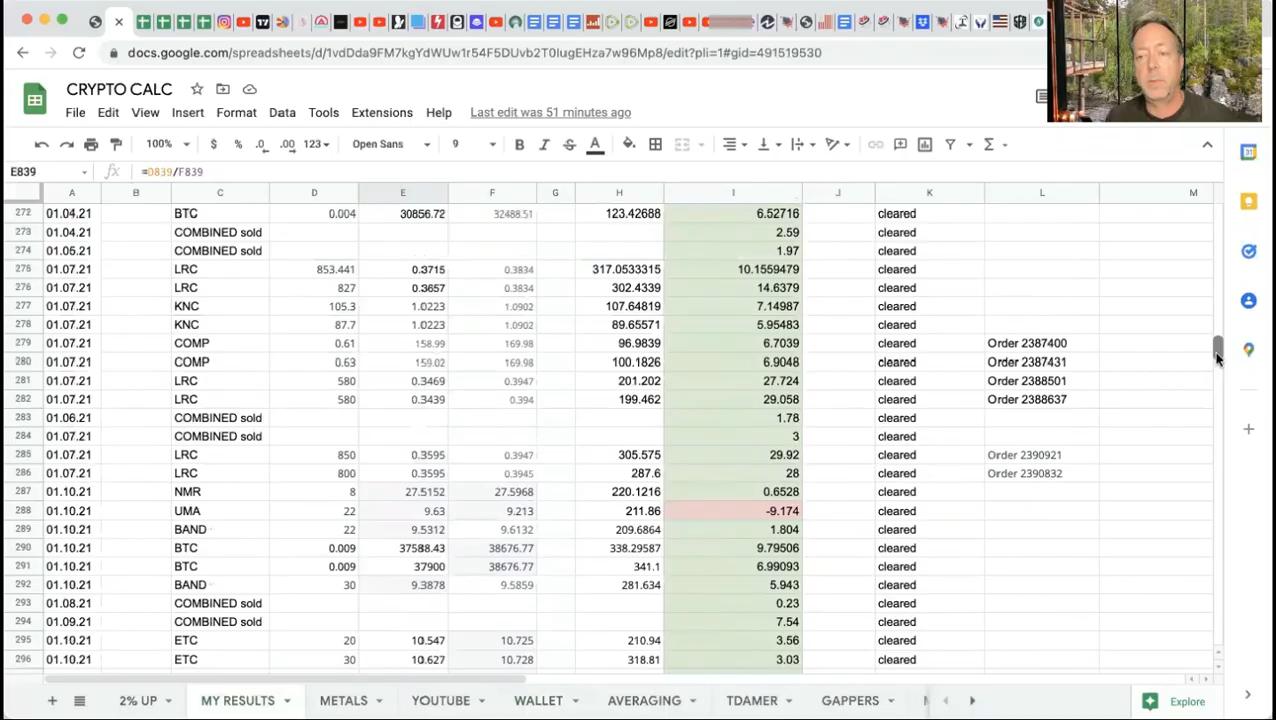 docs.google.com/spreadsheets/d/1vdDda9FM7kgYdWUw1r54F5DUvb2T0lugEHza7w96Mp8/edit?pli=1#gid=491519530
CRYPTO CALC
File Edit View Insert Format Data Tools Extensions Help Last edit was 51 minutes ago
100% $ % .0 .00 123 Open Sans 9 B I S A
E839 fx =D839/F839
A B C D E F G H I J K L M
272 01.04.21 BTC 0.004 30856.72 32488.51 123.42688 6.52716 cleared
273 01.04.21 COMBINED sold 2.59 cleared
274 01.05.21 COMBINED sold 1.97 cleared
275 01.07.21 LRC 853.441 0.3715 0.3834 317.0533315 10.1559479 cleared
276 01.07.21 LRC 827 0.3657 0.3834 302.4339 14.6379 cleared
277 01.07.21 KNC 105.3 1.0223 1.0902 107.64819 7.14987 cleared
278 01.07.21 KNC 87.7 1.0223 1.0902 89.65571 5.95483 cleared
279 01.07.21 COMP 0.61 158.99 169.98 96.9839 6.7039 cleared Order 2387400
280 01.07.21 COMP 0.63 159.02 169.98 100.1826 6.9048 cleared Order 2387431
281 01.07.21 LRC 580 0.3469 0.3947 201.202 27.724 cleared Order 2388501
282 01.07.21 LRC 580 0.3439 0.394 199.462 29.058 cleared Order 2388637
283 01.06.21 COMBINED sold 1.78 cleared
284 01.07.21 COMBINED sold 3 cleared
285 01.07.21 LRC 850 0.3595 0.3947 305.575 29.92 cleared Order 2390921
286 01.07.21 LRC 800 0.3595 0.3945 287.6 28 cleared Order 2390832
287 01.10.21 NMR 8 27.5152 27.5968 220.1216 0.6528 cleared
288 01.10.21 UMA 22 9.63 9.213 211.86 -9.174 cleared
289 01.10.21 BAND 22 9.5312 9.6132 209.6864 1.804 cleared
290 01.10.21 BTC 0.009 37588.43 38676.77 338.29587 9.79506 cleared
291 01.10.21 BTC 0.009 37900 38676.77 341.1 6.99093 cleared
292 01.10.21 BAND 30 9.3878 9.5859 281.634 5.943 cleared
293 01.08.21 COMBINED sold 0.23 cleared
294 01.09.21 COMBINED sold 7.54 cleared
295 01.10.21 ETC 20 10.547 10.725 210.94 3.56 cleared
296 01.10.21 ETC 30 10.627 10.728 318.81 3.03 cleared
2% UP MY RESULTS METALS YOUTUBE WALLET AVERAGING TDAMER GAPPERS Explore